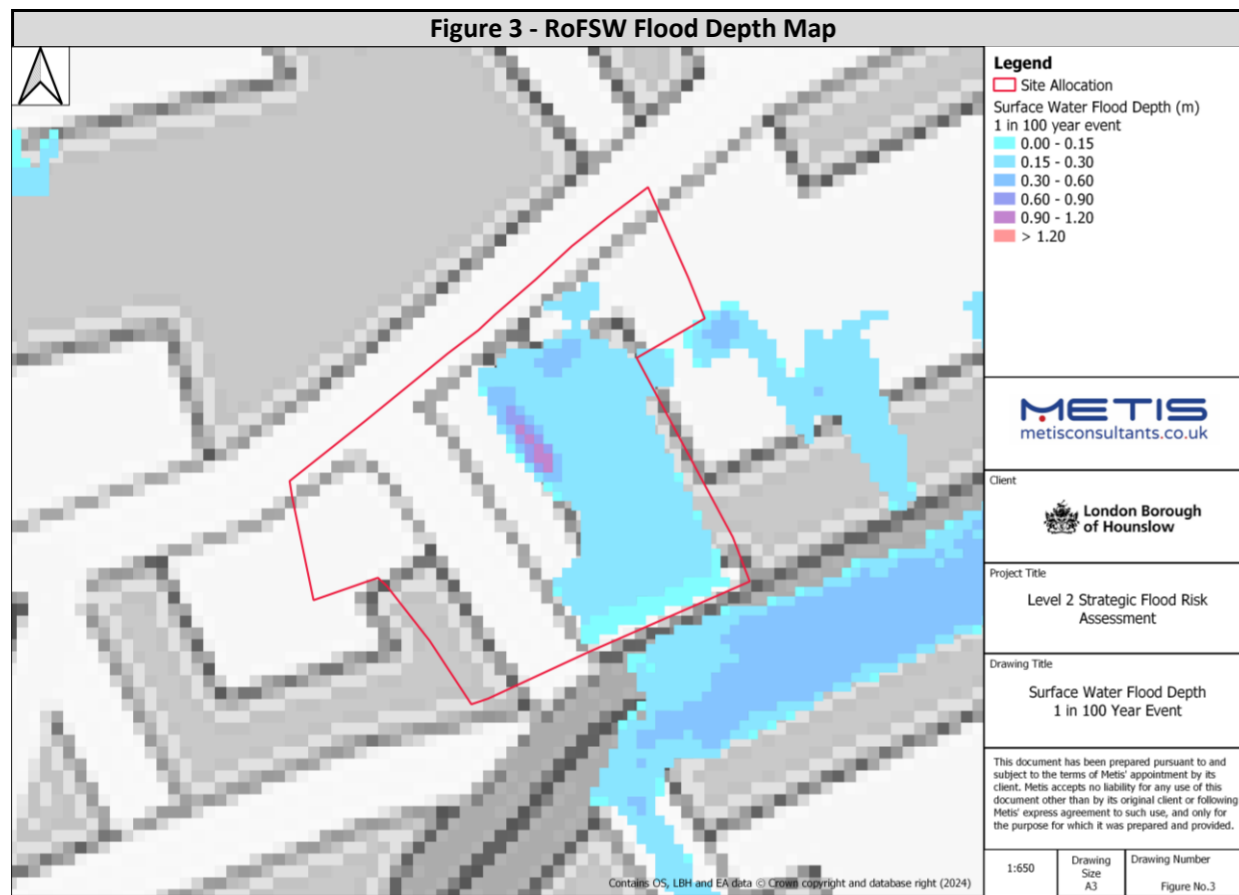 Figure 3 - RoFSW Flood Depth Map
Legend
Site Allocation
Surface Water Flood Depth (m)
1 in 100 year event
0.00 - 0.15
0.15 - 0.30
0.30 - 0.60
0.60 - 0.90
0.90 - 1.20
> 1.20
METIS
metisconsultants.co.uk
Client
London Borough
of Hounslow
Project Title
Level 2 Strategic Flood Risk
Assessment
Drawing Title
Surface Water Flood Depth
1 in 100 Year Event
This document has been prepared pursuant to and
subject to the terms of Metis' appointment by its
client. Metis accepts no liability for any use of this
document other than by its original client or following
Metis' express agreement to such use, and only for
the purpose for which it was prepared and provided.
1:650
Drawing
Size
A3
Drawing Number
Figure No.3
Contains OS, LBH and EA data © Crown copyright and database right (2024)